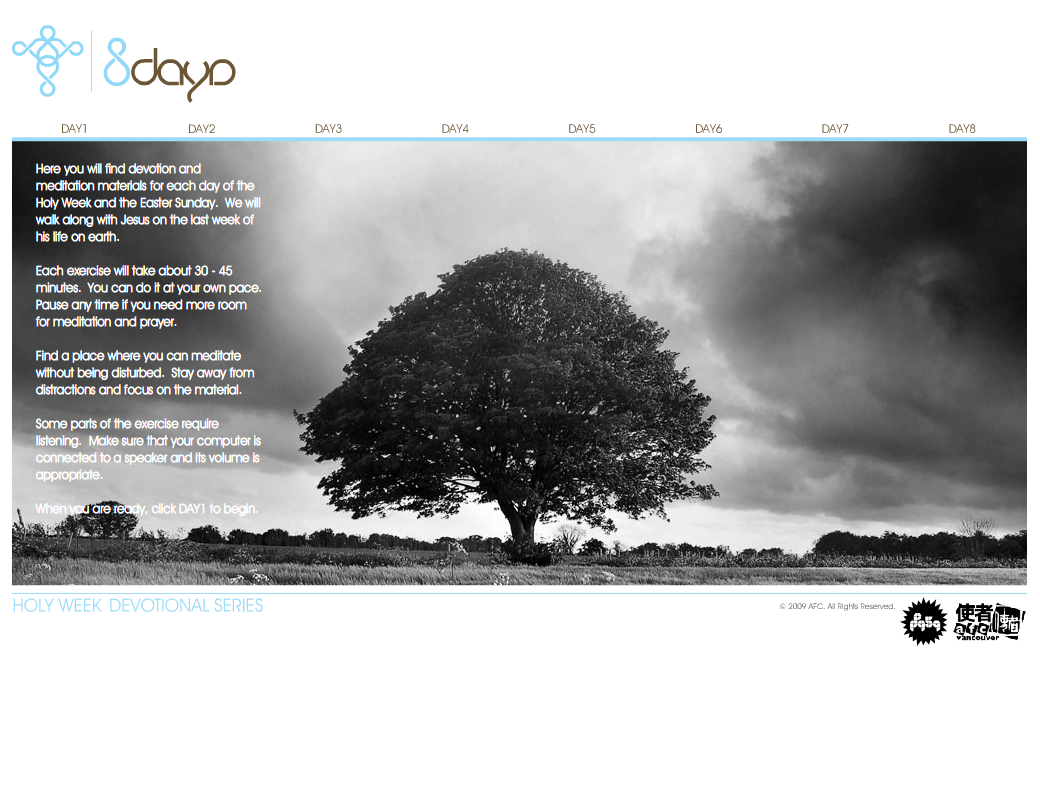 8days
DAY1 DAY2 DAY3 DAY4 DAY5 DAY6 DAY7 DAY8
Here you will find devotion and
meditation materials for each day of the
Holy Week and the Easter Sunday. We will
walk along with Jesus on the last week of
his life on earth.
Each exercise will take about 30 - 45
minutes. You can do it at your own pace.
Pause any time if you need more room
for meditation and prayer.
Find a place where you can meditate
without being disturbed. Stay away from
distractions and focus on the material.
Some parts of the exercise require
listening. Make sure that your computer is
connected to a speaker and its volume is
appropriate.
When you are ready, click DAY1 to begin.
HOLY WEEK DEVOTIONAL SERIES
© 2009 AFC. All Rights Reserved.
使者
afc
vancouver